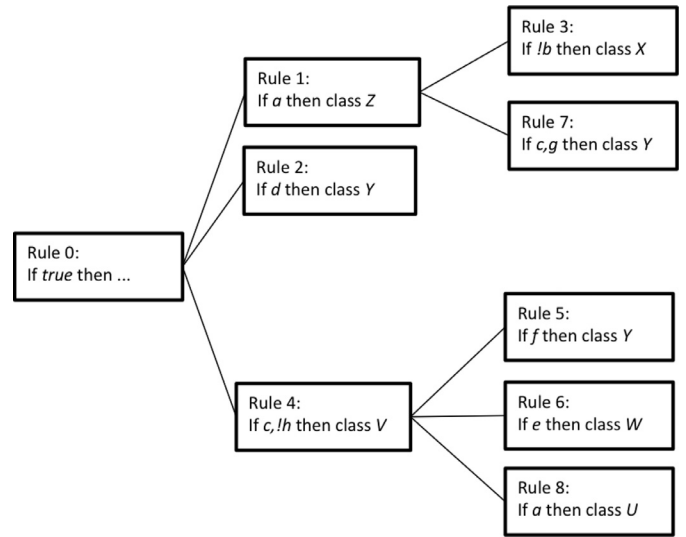 Rule 3:
If !b then class X
Rule 1:
If a then class Z
Rule 7:
If c,g then class Y
Rule 2:
If d then class Y
Rule 0:
If true then ...
Rule 5:
If f then class Y
Rule 4:
If c,!h then class V
Rule 6:
If e then class W
Rule 8:
If a then class U